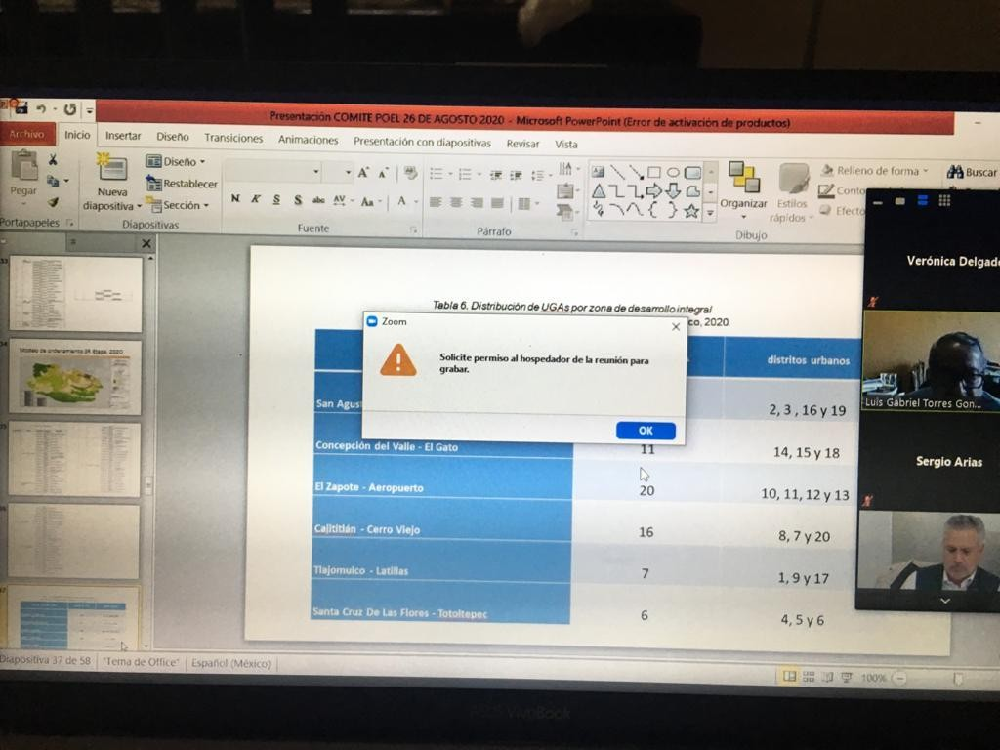 Presentación COMITE POEL 26 DE AGOSTO 2020 - Microsoft PowerPoint (Error de activación de productos)
Archivo
Inicio
Insertar
Diseño
Transiciones
Animaciones
Presentación con diapositivas
Revisar
Vista
Pegar
Portapapeles
Nueva
diapositiva
Diseño
Restablecer
Sección
Diapositivas
N K S S abc AV Aa A
Fuente
Párrafo
Organizar
Estilos
rápidos
Dibujo
Relleno de forma
Conto
Efecto
Buscar
Modelo de ordenamiento 2020
Tabla 6. Distribución de UGAs por zona de desarrollo integral
co, 2020
distritos urbanos
San Agus
2, 3 , 16 y 19
Concepción del Valle - El Gato
11
14, 15 y 18
El Zapote - Aeropuerto
20
10, 11, 12 y 13
Cajititlán - Cerro Viejo
16
8, 7 y 20
Tlajomulco - Latillas
7
1, 9 y 17
Santa Cruz De Las Flores - Totoltepec
6
4, 5 y 6
Zoom
Solicite permiso al hospedador de la reunión para
grabar.
OK
Verónica Delgad
Luis Gabriel Torres Gon...
Sergio Arias
Diapositiva 37 de 58
"Tema de Office"
Español (México)
100%
ASUS VivoBook